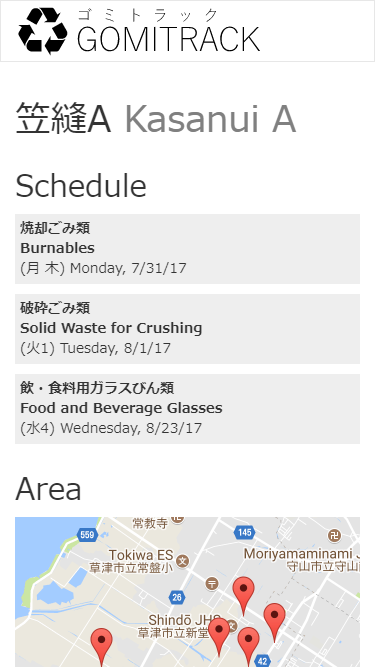 ゴミトラック
GOMITRACK
笠縫A Kasanui A
Schedule
焼却ごみ類
Burnables
(月 木) Monday, 7/31/17
破砕ごみ類
Solid Waste for Crushing
(火1) Tuesday, 8/1/17
飲・食料用ガラスびん類
Food and Beverage Glasses
(水4) Wednesday, 8/23/17
Area
常教寺
559
145
Tokiwa ES
草津市立常盤小
Moriyamaminami J
守山市立守山
26
Shindō JHS
草津市立新堂
42